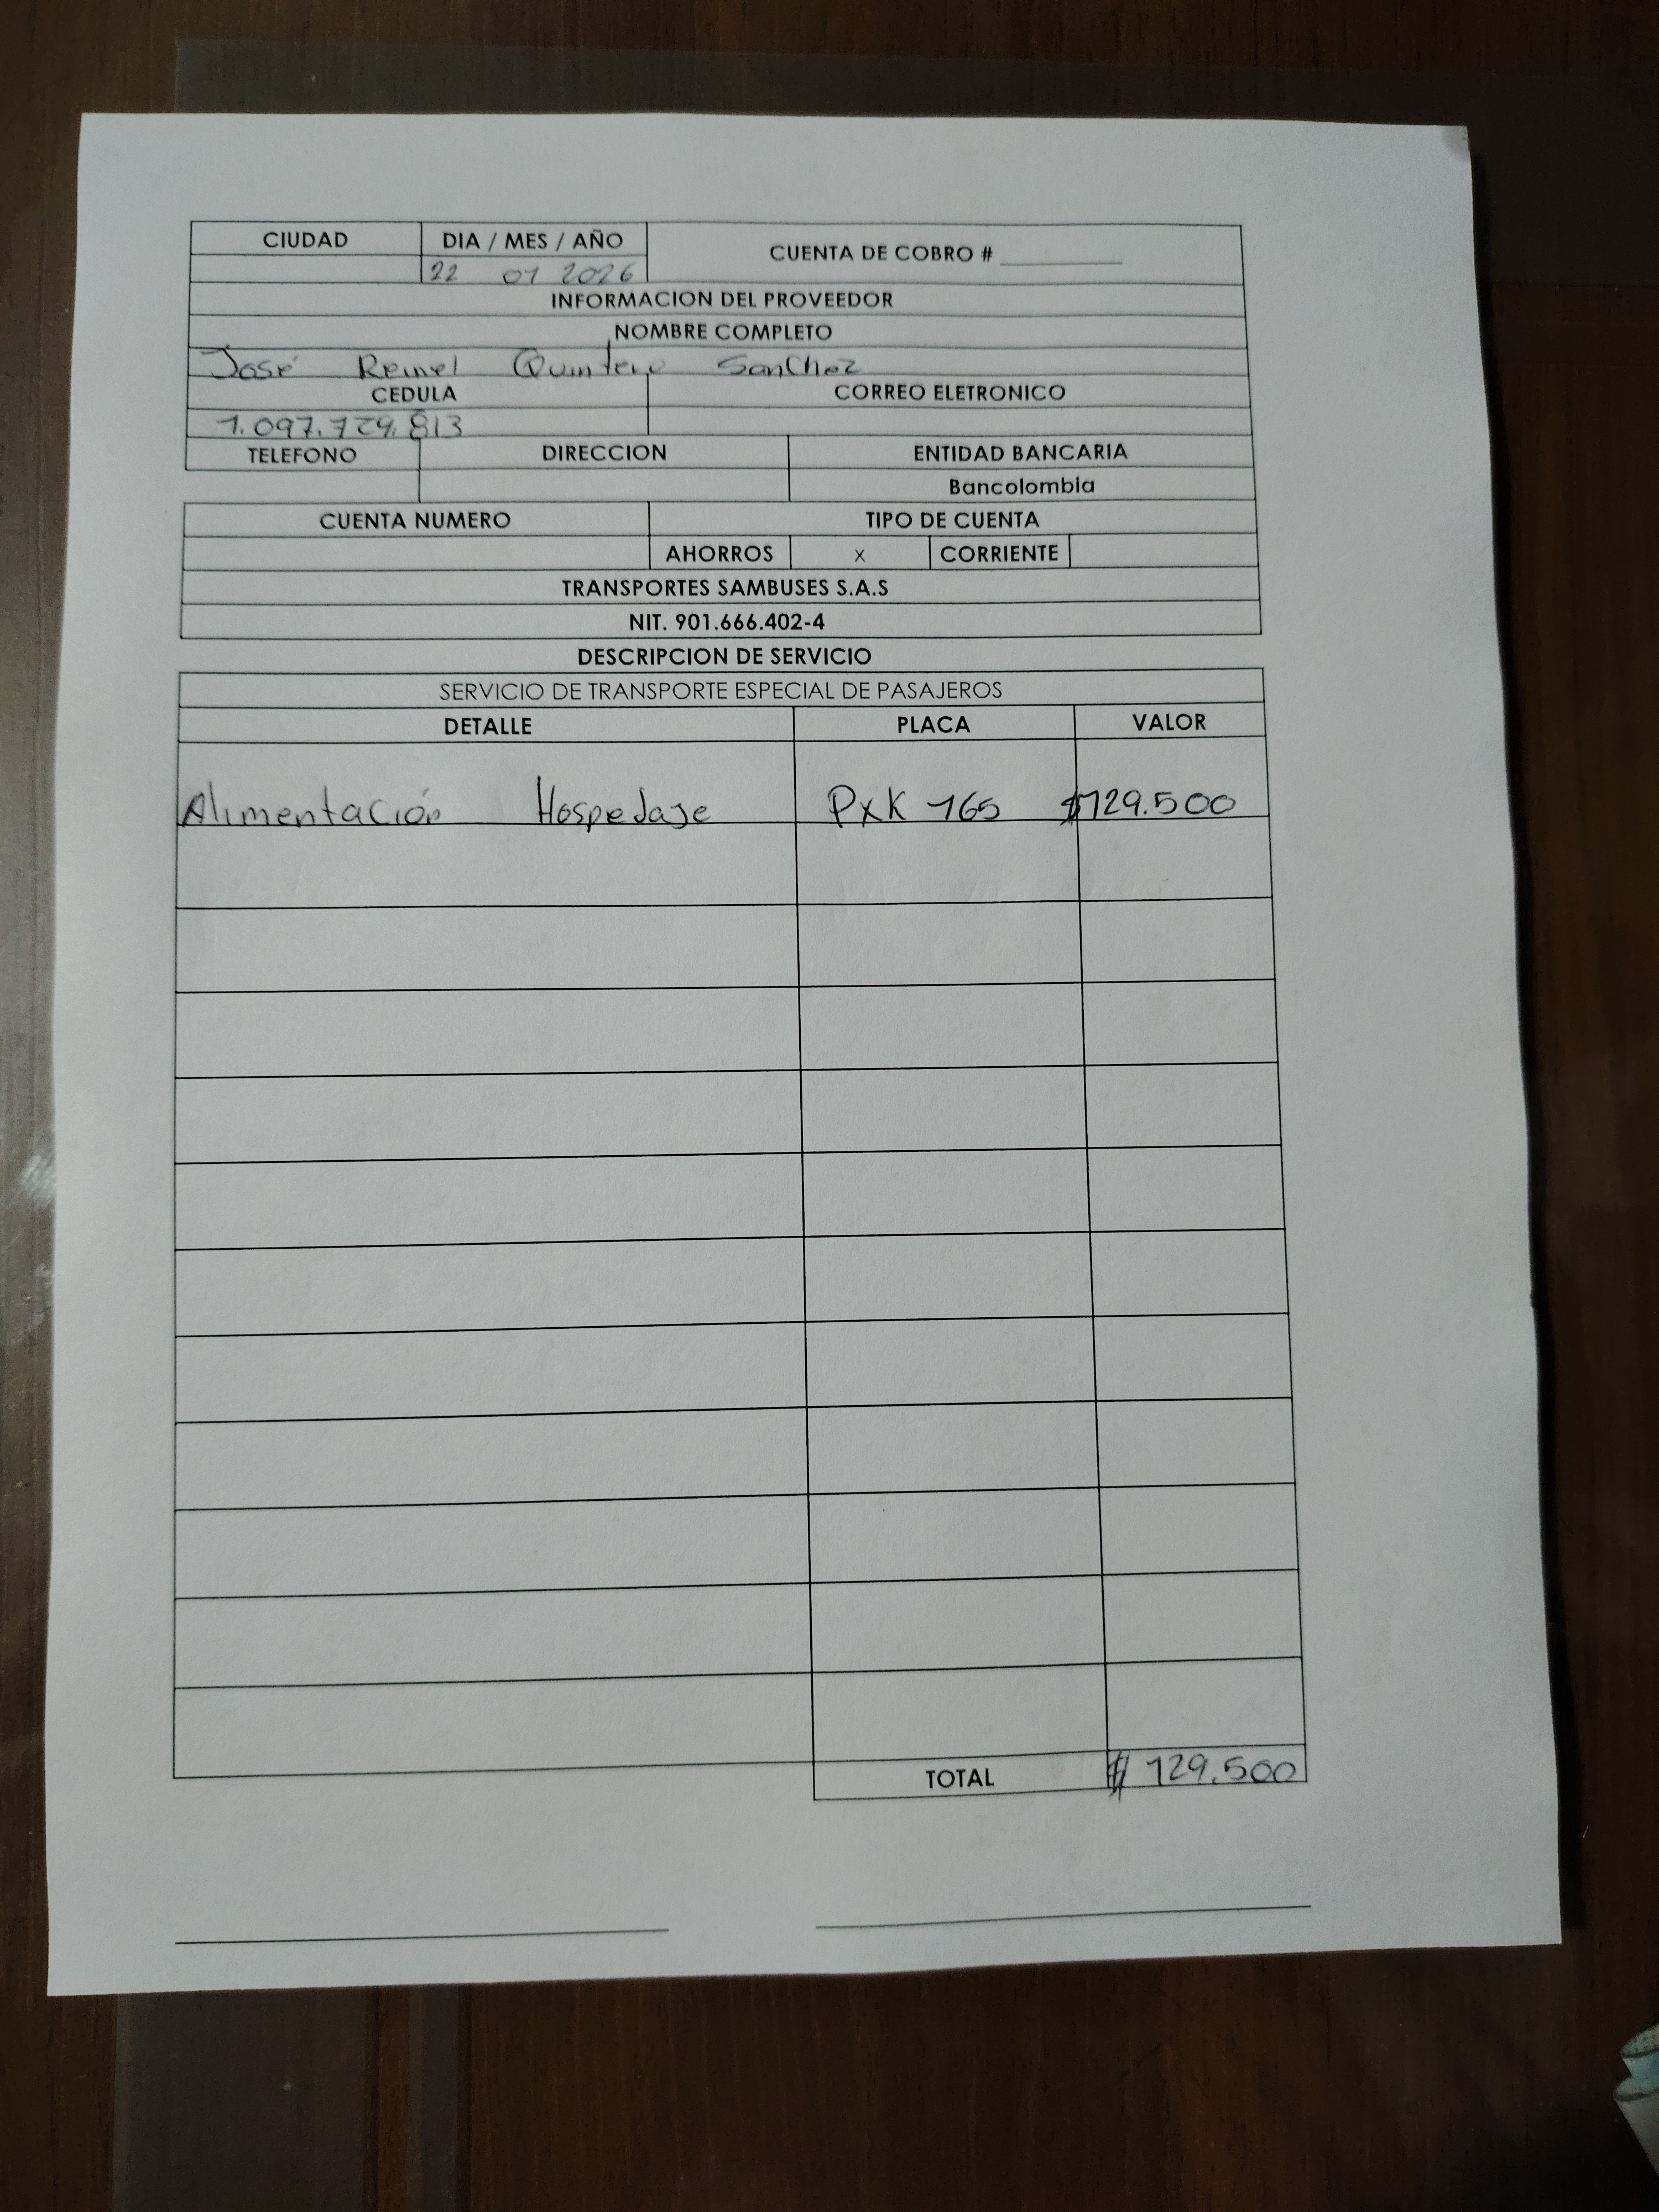 CIUDAD DIA / MES / AÑO CUENTA DE COBRO #
22 01 2026
INFORMACION DEL PROVEEDOR
NOMBRE COMPLETO
José Reinel Quintero SanChez
CEDULA CORREO ELETRONICO
1.097.729.813
TELEFONO DIRECCION ENTIDAD BANCARIA
Bancolombia
CUENTA NUMERO TIPO DE CUENTA
AHORROS x CORRIENTE
TRANSPORTES SAMBUSES S.A.S
NIT. 901.666.402-4
DESCRIPCION DE SERVICIO
SERVICIO DE TRANSPORTE ESPECIAL DE PASAJEROS
DETALLE PLACA VALOR
Alimentación Hospedaje PxK 165 $129.500
TOTAL $ 129.500